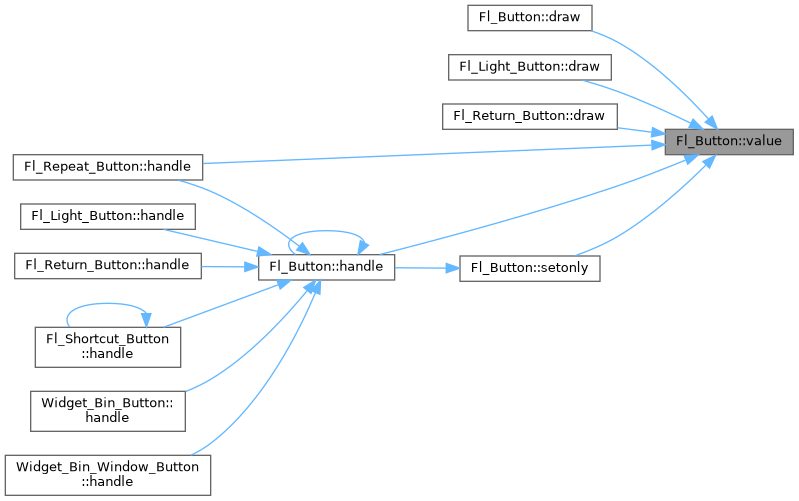 Fl_Button::draw
Fl_Light_Button::draw
Fl_Return_Button::draw
Fl_Button::value
Fl_Repeat_Button::handle
Fl_Light_Button::handle
Fl_Return_Button::handle
Fl_Button::handle
Fl_Button::setonly
Fl_Shortcut_Button
::handle
Widget_Bin_Button::
handle
Widget_Bin_Window_Button
::handle